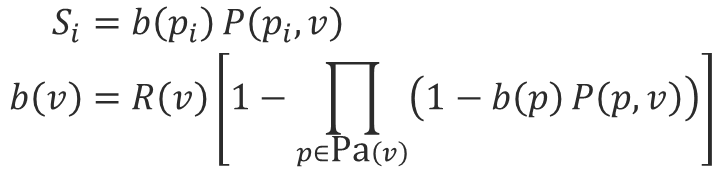 S_i = b(p_i) P(p_i, v)
b(v) = R(v) [1 − ∏_{p∈Pa(v)} (1 − b(p) P(p, v))]